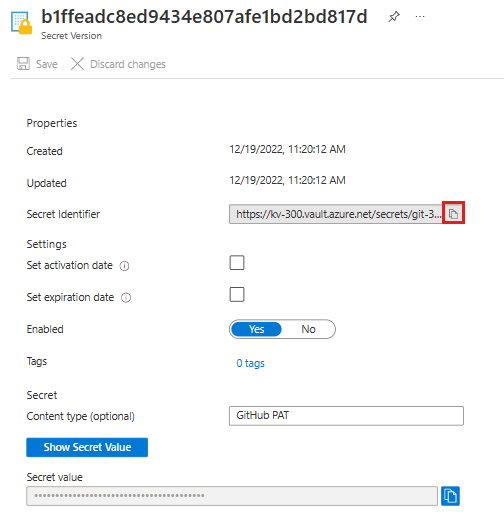 b1ffeadc8ed9434e807afe1bd2bd817d
Secret Version
Save Discard changes
Properties
Created 12/19/2022, 11:20:12 AM
Updated 12/19/2022, 11:20:12 AM
Secret Identifier https://kv-300.vault.azure.net/secrets/git-3...
Settings
Set activation date
Set expiration date
Enabled Yes No
Tags 0 tags
Secret
Content type (optional) GitHub PAT
Show Secret Value
Secret value